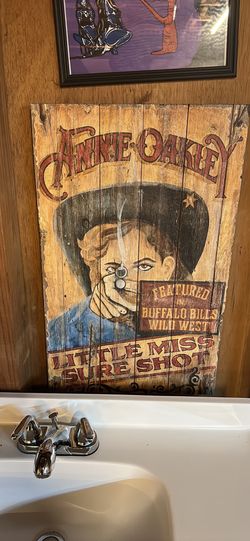 ANNIE OAKLEY
FEATURED
IN
BUFFALO BILLS
WILD WEST
LITTLE MISS
SURE SHOT